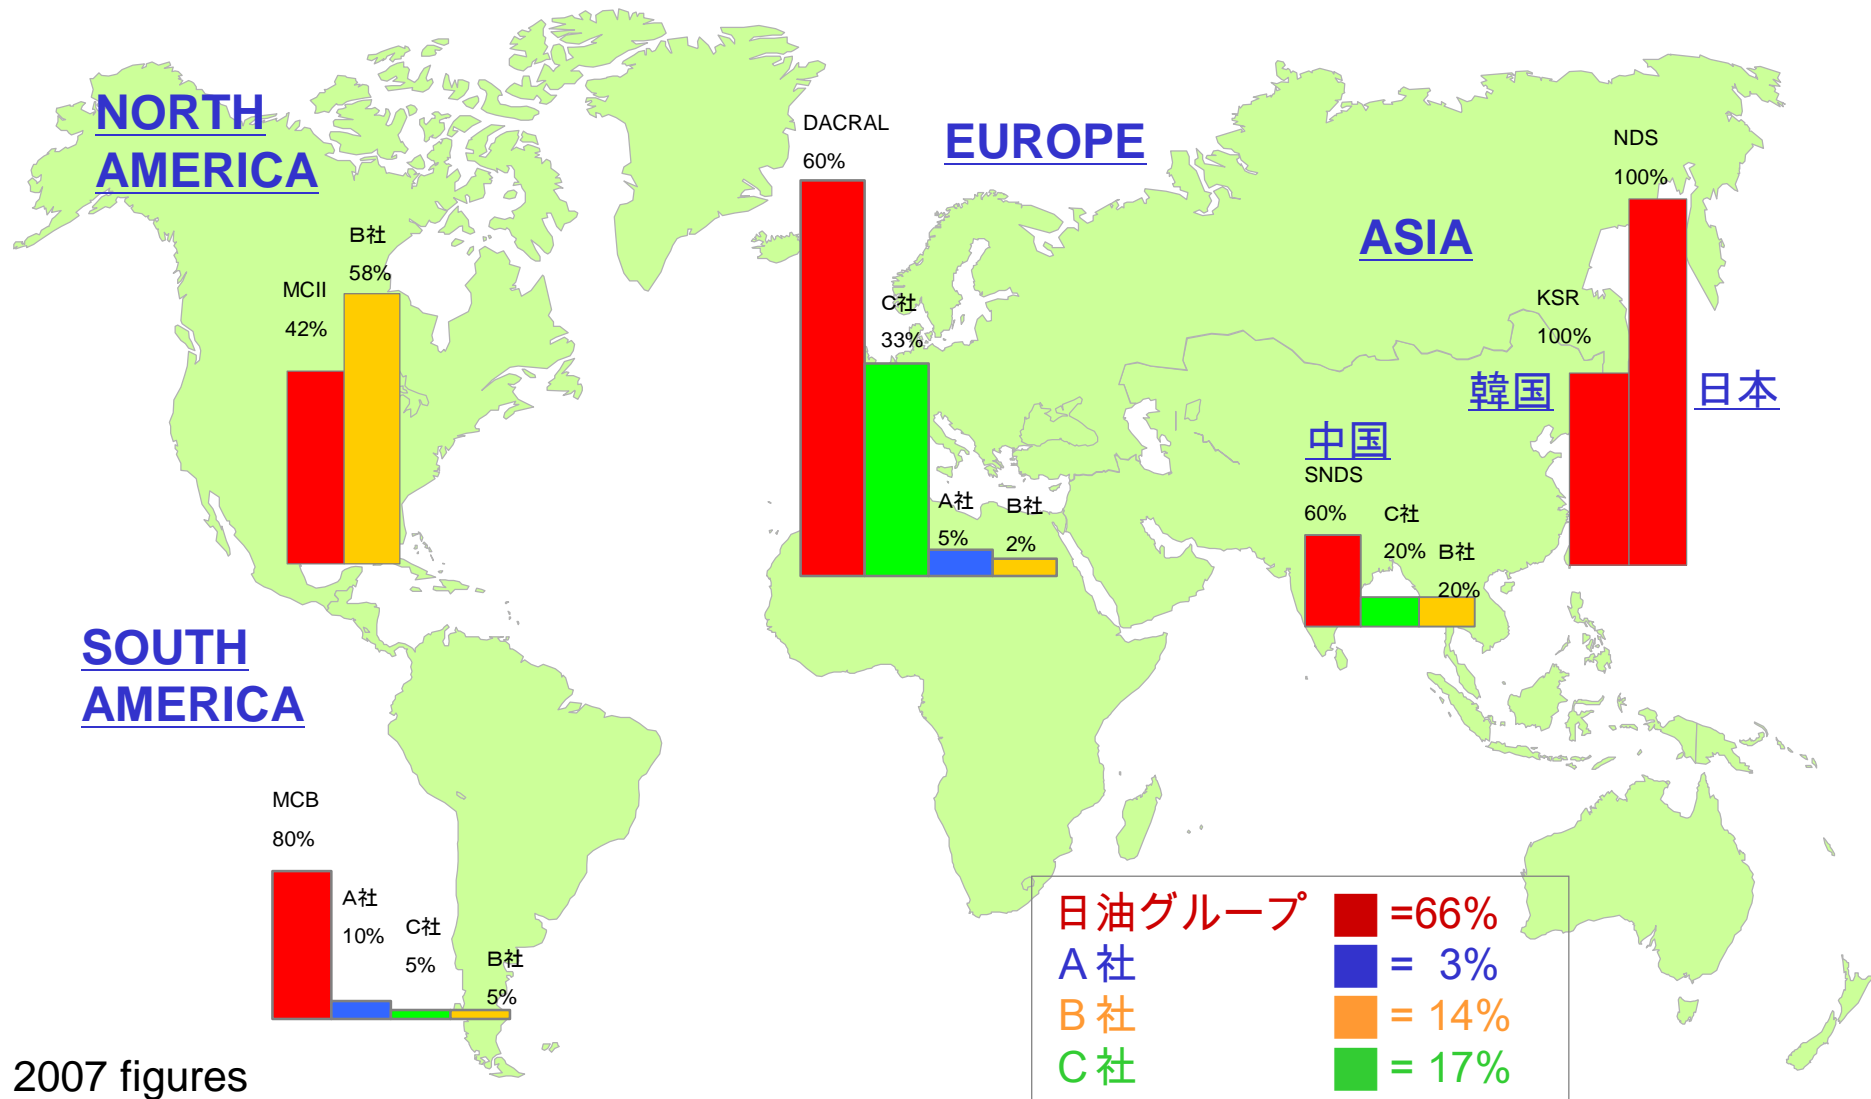 NORTH
AMERICA
MCII
42%
B社
58%
SOUTH
AMERICA
MCB
80%
A社
10%
C社
5%
B社
5%
EUROPE
DACRAL
60%
C社
33%
A社
5%
B社
2%
ASIA
中国
SNDS
60%
C社
20%
B社
20%
韓国
KSR
100%
日本
NDS
100%
日油グループ =66%
A社 = 3%
B社 = 14%
C社 = 17%
2007 figures